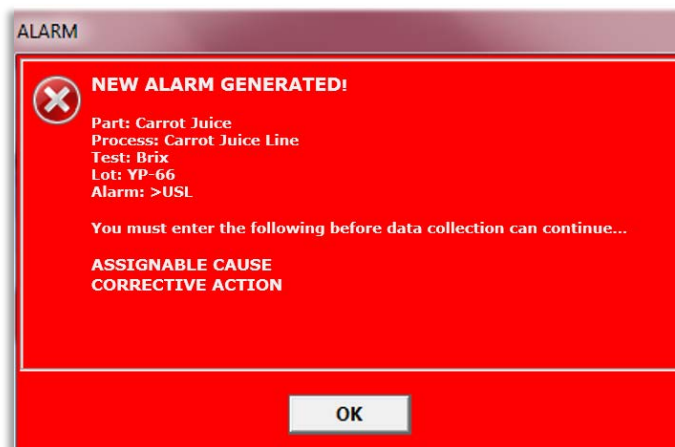 ALARM
NEW ALARM GENERATED!
Part: Carrot Juice
Process: Carrot Juice Line
Test: Brix
Lot: YP-66
Alarm: >USL
You must enter the following before data collection can continue...
ASSIGNABLE CAUSE
CORRECTIVE ACTION
OK